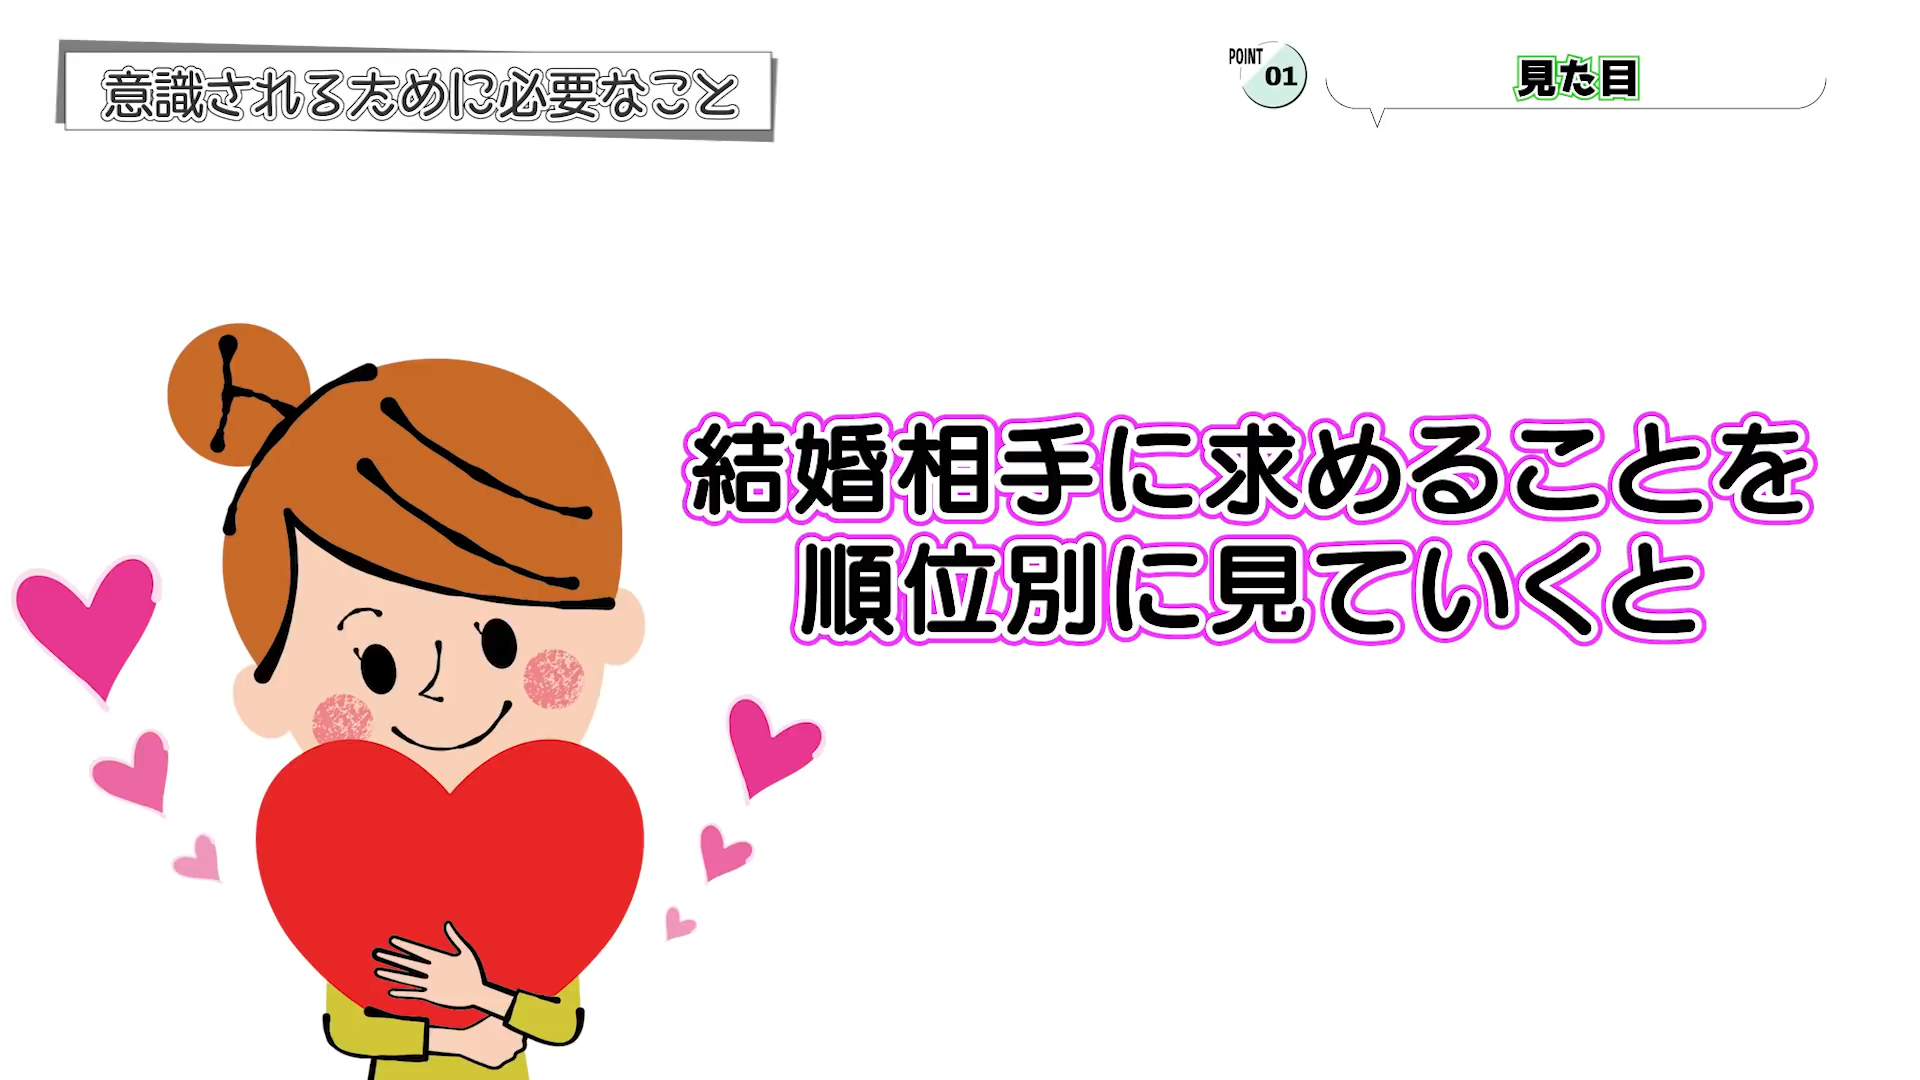 意識されるために必要なこと
POINT 01
見た目
結婚相手に求めることを
順位別に見ていくと